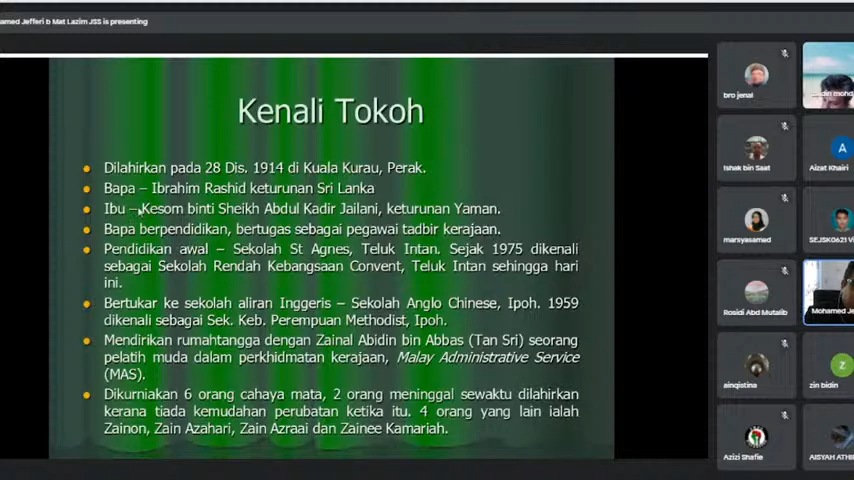 amed Jefferi b Mat Lazim JSS is presenting
Kenali Tokoh
Dilahirkan pada 28 Dis. 1914 di Kuala Kurau, Perak.
Bapa – Ibrahim Rashid keturunan Sri Lanka
Ibu – Kesom binti Sheikh Abdul Kadir Jailani, keturunan Yaman.
Bapa berpendidikan, bertugas sebagai pegawai tadbir kerajaan.
Pendidikan awal – Sekolah St Agnes, Teluk Intan. Sejak 1975 dikenali
sebagai Sekolah Rendah Kebangsaan Convent, Teluk Intan sehingga hari
ini.
Bertukar ke sekolah aliran Inggeris – Sekolah Anglo Chinese, Ipoh. 1959
dikenali sebagai Sek. Keb. Perempuan Methodist, Ipoh.
Mendirikan rumahtangga dengan Zainal Abidin bin Abbas (Tan Sri) seorang
pelatih muda dalam perkhidmatan kerajaan, Malay Administrative Service
(MAS).
Dikurniakan 6 orang cahaya mata, 2 orang meninggal sewaktu dilahirkan
kerana tiada kemudahan perubatan ketika itu. 4 orang yang lain ialah
Zainon, Zain Azahari, Zain Azraai dan Zainee Kamariah.
bro jenal
mohd
Ishak bin Saat
A
Aizat Khairi
marsyasamed
SEJSK0621 Vi
Rosidi Abd Mutalib
Mohamed Je
ainqistina
Z
zin bidin
Azizi Shafie
AISYAH ATHI